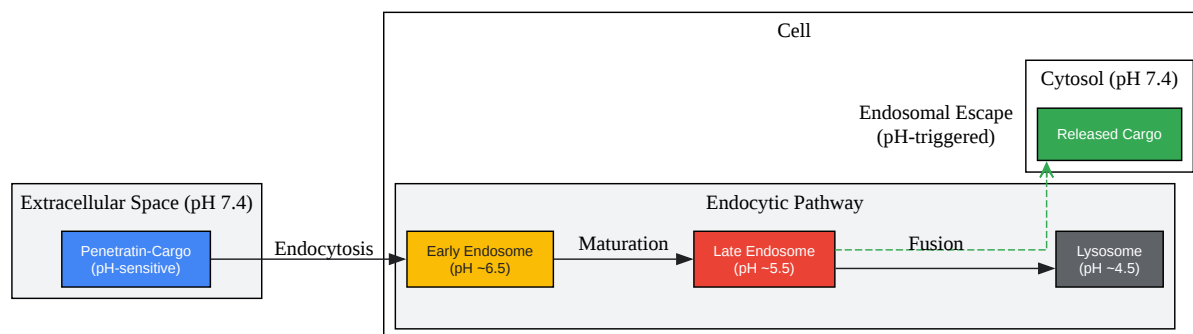 Cell
Cytosol (pH 7.4)
Released Cargo
Endosomal Escape
(pH-triggered)
Extracellular Space (pH 7.4)
Penetratin-Cargo
(pH-sensitive)
Endocytosis
Endocytic Pathway
Early Endosome
(pH ~6.5)
Maturation
Late Endosome
(pH ~5.5)
Fusion
Lysosome
(pH ~4.5)